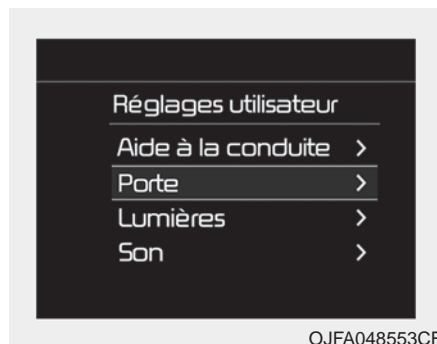 Réglages utilisateur
Aide à la conduite >
Porte >
Lumières >
Son >
OJFA048553CF